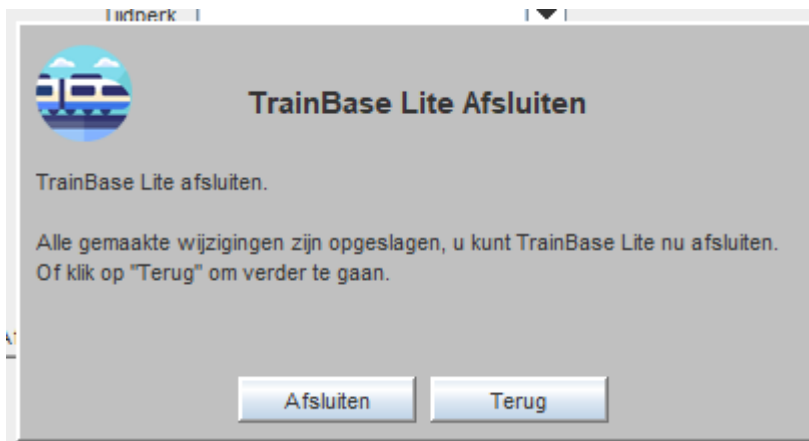 Tijdperk
TrainBase Lite Afsluiten
TrainBase Lite afsluiten.
Alle gemaakte wijzigingen zijn opgeslagen, u kunt TrainBase Lite nu afsluiten.
Of klik op "Terug" om verder te gaan.
Afsluiten
Terug